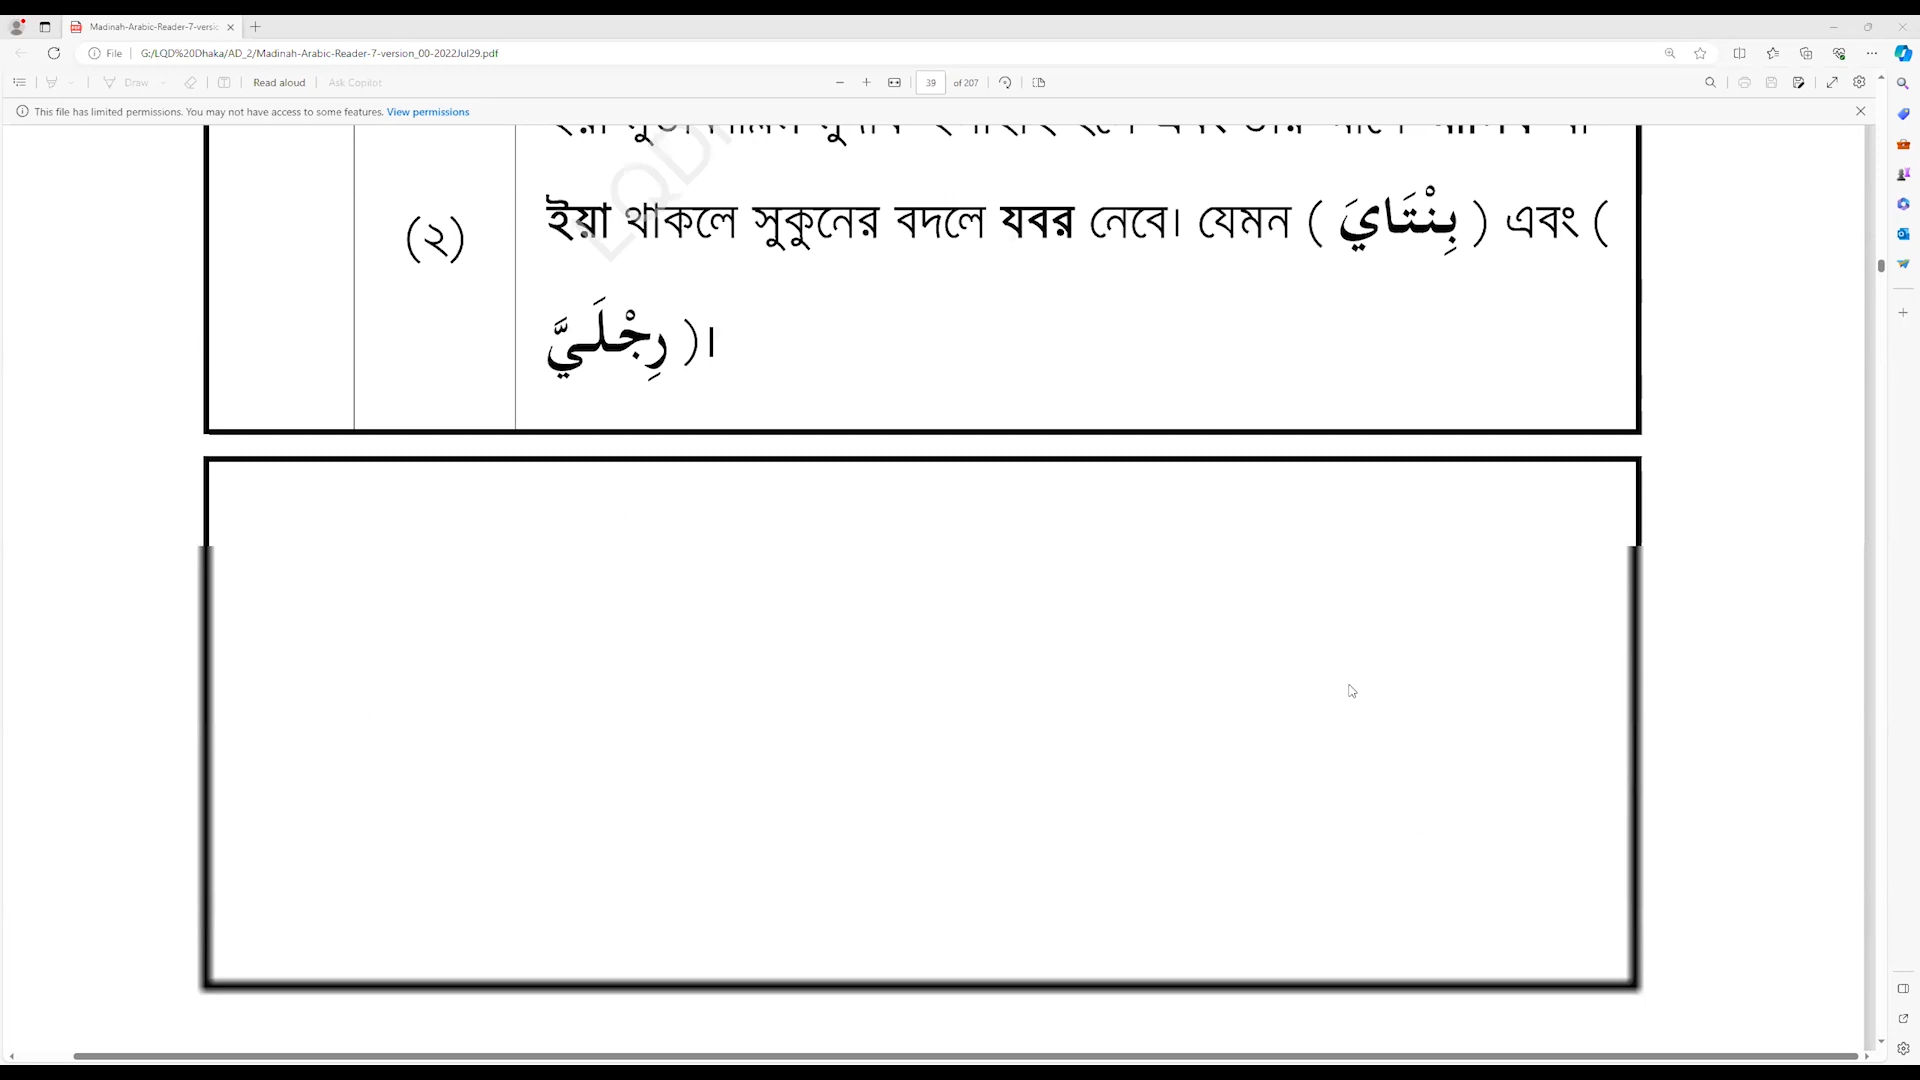 Madinah-Arabic-Reader-7-versic
File
G:/LQD%20Dhaka/AD_2/Madinah-Arabic-Reader-7-version_00-2022Jul29.pdf
Draw
Read aloud
Ask Copilot
39
of 207
This file has limited permissions. You may not have access to some features. View permissions
ইয়া থাকলে সুকুনের বদলে যবর নেবে। যেমন ( بِنْتَايَ ) এবং (
(২)
رِجْلَيَّ )।